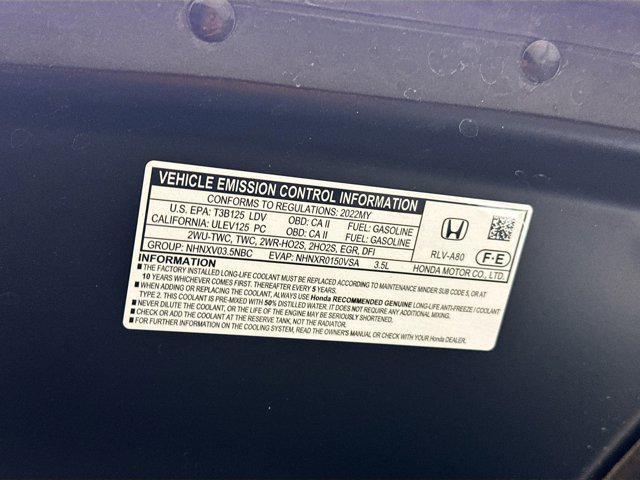 VEHICLE EMISSION CONTROL INFORMATION
CONFORMS TO REGULATIONS: 2022MY
U.S. EPA: T3B125 LDV OBD: CA II FUEL: GASOLINE
CALIFORNIA: ULEV125 PC OBD: CA II FUEL: GASOLINE
2WU-TWC, TWC, 2WR-HO2S, 2HO2S, EGR, DFI
GROUP: NHNXV03.5NBC EVAP: NHNXR0150VSA 3.5L
RLV-A80
F·E
HONDA MOTOR CO., LTD.
INFORMATION
■ THE FACTORY INSTALLED LONG-LIFE COOLANT SHOULD BE REPLACED ACCORDING TO MAINTENANCE MINDER SUB CODE 5, OR AT
10 YEARS WHICHEVER COMES FIRST. THEREAFTER EVERY 5 YEARS.
■ WHEN ADDING OR REPLACING THE COOLANT, ALWAYS USE Honda RECOMMENDED GENUINE LONG-LIFE ANTI-FREEZE / COOLANT
TYPE 2. THIS COOLANT IS PRE-MIXED WITH 50% DISTILLED WATER. IT DOES NOT REQUIRE ANY ADDITIONAL MIXING.
■ NEVER DILUTE THE COOLANT, OR THE LIFE OF THE ENGINE MAY BE SERIOUSLY SHORTENED.
■ CHECK OR ADD COOLANT AT THE RESERVE TANK, NOT THE RADIATOR.
■ FOR FURTHER INFORMATION ON THE COOLING SYSTEM, READ THE OWNER'S MANUAL OR CHECK WITH YOUR Honda DEALER.